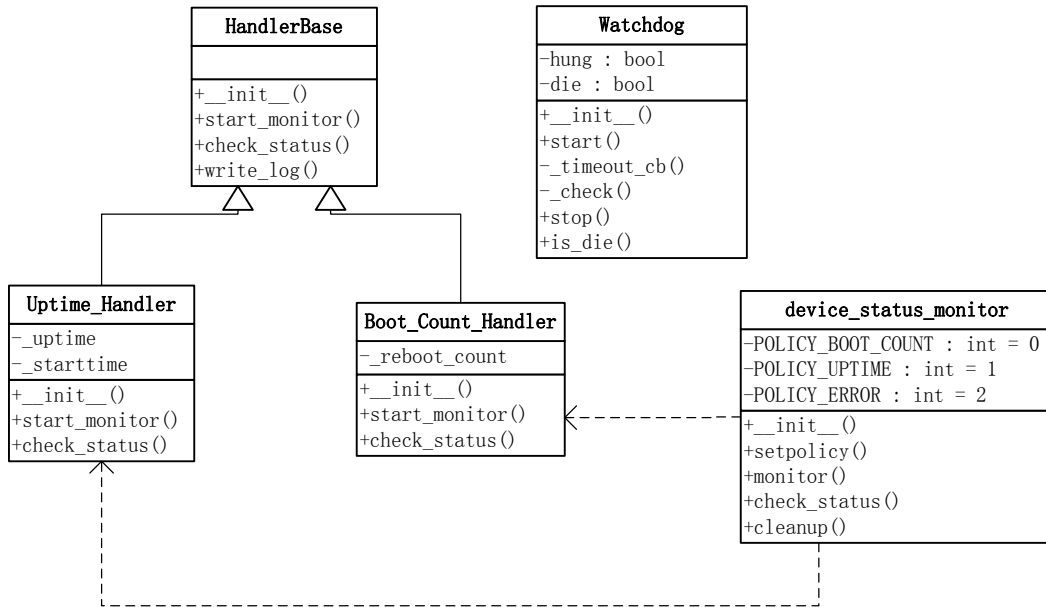 HandlerBase
+__init__()
+start_monitor()
+check_status()
+write_log()
Watchdog
-hung : bool
-die : bool
+__init__()
+start()
-_timeout_cb()
-_check()
+stop()
+is_die()
Uptime_Handler
-_uptime
-_starttime
+__init__()
+start_monitor()
+check_status()
Boot_Count_Handler
-_reboot_count
+__init__()
+start_monitor()
+check_status()
device_status_monitor
-POLICY_BOOT_COUNT : int = 0
-POLICY_UPTIME : int = 1
-POLICY_ERROR : int = 2
+__init__()
+setpolicy()
+monitor()
+check_status()
+cleanup()